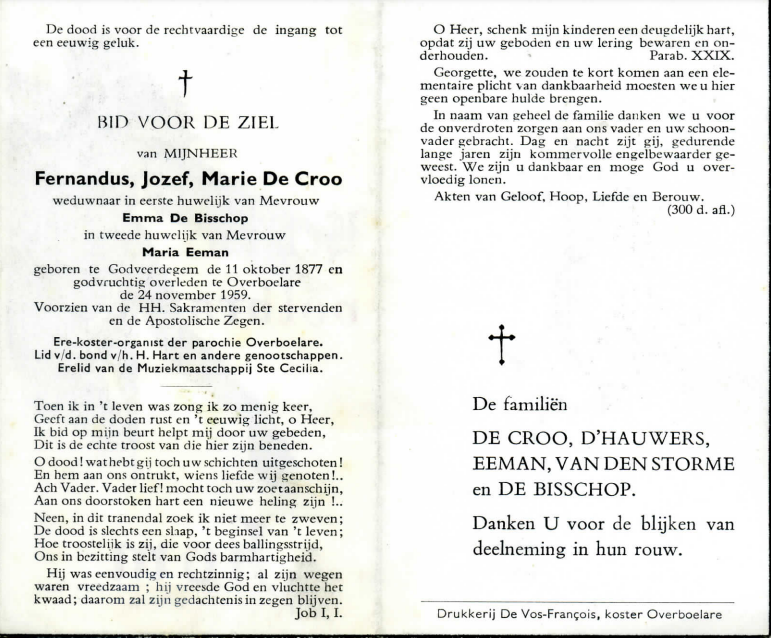 De dood is voor de rechtvaardige de ingang tot
een eeuwig geluk.
BID VOOR DE ZIEL
van MIJNHEER
Fernandus, Jozef, Marie De Croo
weduwnaar in eerste huwelijk van Mevrouw
Emma De Bisschop
in tweede huwelijk van Mevrouw
Maria Eeman
geboren te Godveerdegem de 11 oktober 1877 en
godvruchtig overleden te Overboelare
de 24 november 1959.
Voorzien van de HH. Sakramenten der stervenden
en de Apostolische Zegen.
Ere-koster-organist der parochie Overboelare.
Lid v/d. bond v/h. H. Hart en andere genootschappen.
Erelid van de Muziekmaatschappij Ste Cecilia.
Toen ik in 't leven was zong ik zo menig keer,
Geeft aan de doden rust en 't eeuwig licht, o Heer,
Ik bid op mijn beurt helpt mij door uw gebeden,
Dit is de echte troost van die hier zijn beneden.
O dood! wat hebt gij toch uw schichten uitgeschoten!
En hem aan ons ontrukt, wiens liefde wij genoten!..
Ach Vader. Vader lief! mocht toch uw zoet aanschijn,
Aan ons doorstoken hart een nieuwe heling zijn!..
Neen, in dit tranendal zoek ik niet meer te zweven;
De dood is slechts een slaap, 't beginsel van 't leven;
Hoe troostelijk is zij, die voor dees ballingsstrijd,
Ons in bezitting stelt van Gods barmhartigheid.
Hij was eenvoudig en rechtzinnig; al zijn wegen
waren vreedzaam; hij vreesde God en vluchtte het
kwaad; daarom zal zijn gedachtenis in zegen blijven.
Job I, I.
O Heer, schenk mijn kinderen een deugdelijk hart,
opdat zij uw geboden en uw lering bewaren en on-
derhouden. Parab. XXIX.
Georgette, we zouden te kort komen aan een ele-
mentaire plicht van dankbaarheid moesten we u hier
geen openbare hulde brengen.
In naam van geheel de familie danken we u voor
de onverdroten zorgen aan ons vader en uw schoon-
vader gebracht. Dag en nacht zijt gij, gedurende
lange jaren zijn kommervolle engelbewaarder ge-
weest. We zijn u dankbaar en moge God u over-
vloedig lonen.
Akten van Geloof, Hoop, Liefde en Berouw.
(300 d. afl.)
De familiën
DE CROO, D'HAUWERS,
EEMAN, VAN DEN STORME
en DE BISSCHOP.
Danken U voor de blijken van
deelneming in hun rouw.
Drukkerij De Vos-François, koster Overboelare